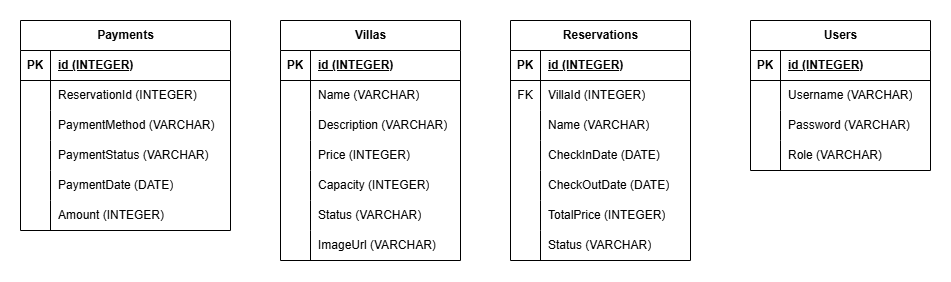 Payments
PK id (INTEGER)
ReservationId (INTEGER)
PaymentMethod (VARCHAR)
PaymentStatus (VARCHAR)
PaymentDate (DATE)
Amount (INTEGER)
Villas
PK id (INTEGER)
Name (VARCHAR)
Description (VARCHAR)
Price (INTEGER)
Capacity (INTEGER)
Status (VARCHAR)
ImageUrl (VARCHAR)
Reservations
PK id (INTEGER)
FK VillaId (INTEGER)
Name (VARCHAR)
CheckInDate (DATE)
CheckOutDate (DATE)
TotalPrice (INTEGER)
Status (VARCHAR)
Users
PK id (INTEGER)
Username (VARCHAR)
Password (VARCHAR)
Role (VARCHAR)